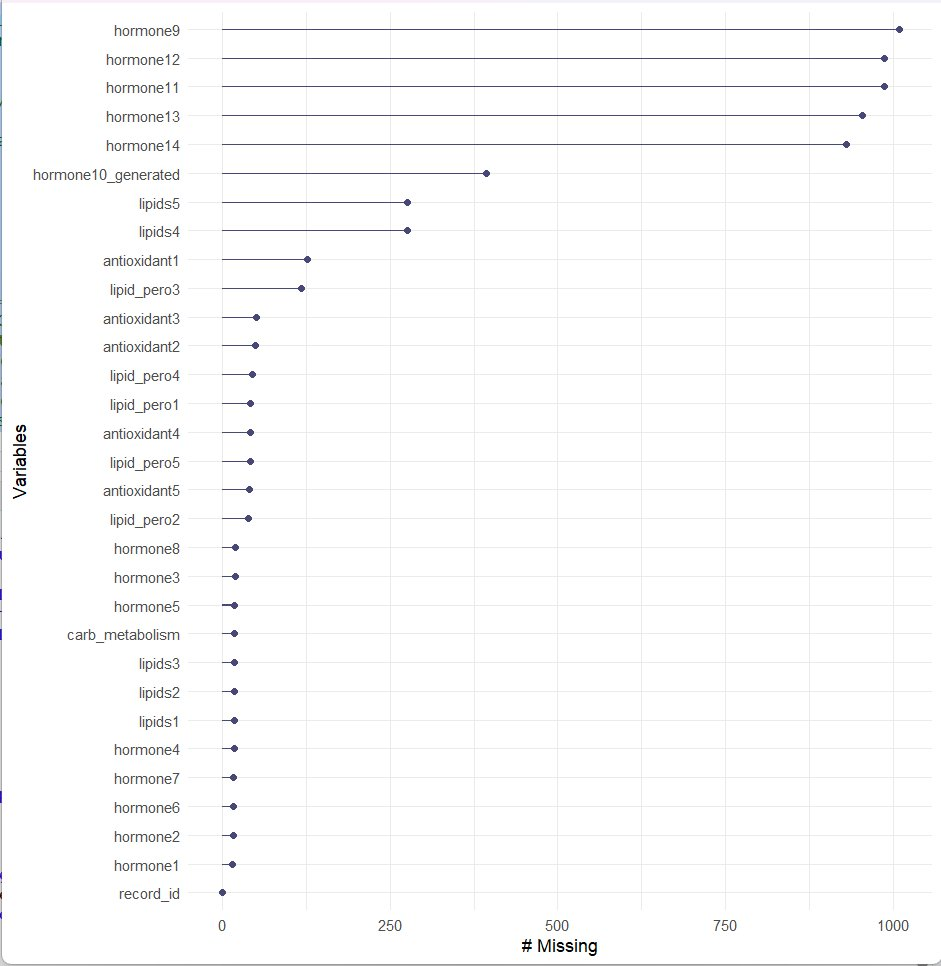 hormone9
hormone12
hormone11
hormone13
hormone14
hormone10_generated
lipids5
lipids4
antioxidant1
lipid_pero3
antioxidant3
antioxidant2
lipid_pero4
lipid_pero1
antioxidant4
lipid_pero5
antioxidant5
lipid_pero2
hormone8
hormone3
hormone5
carb_metabolism
lipids3
lipids2
lipids1
hormone4
hormone7
hormone6
hormone2
hormone1
record_id
Variables
0 250 500 750 1000
# Missing